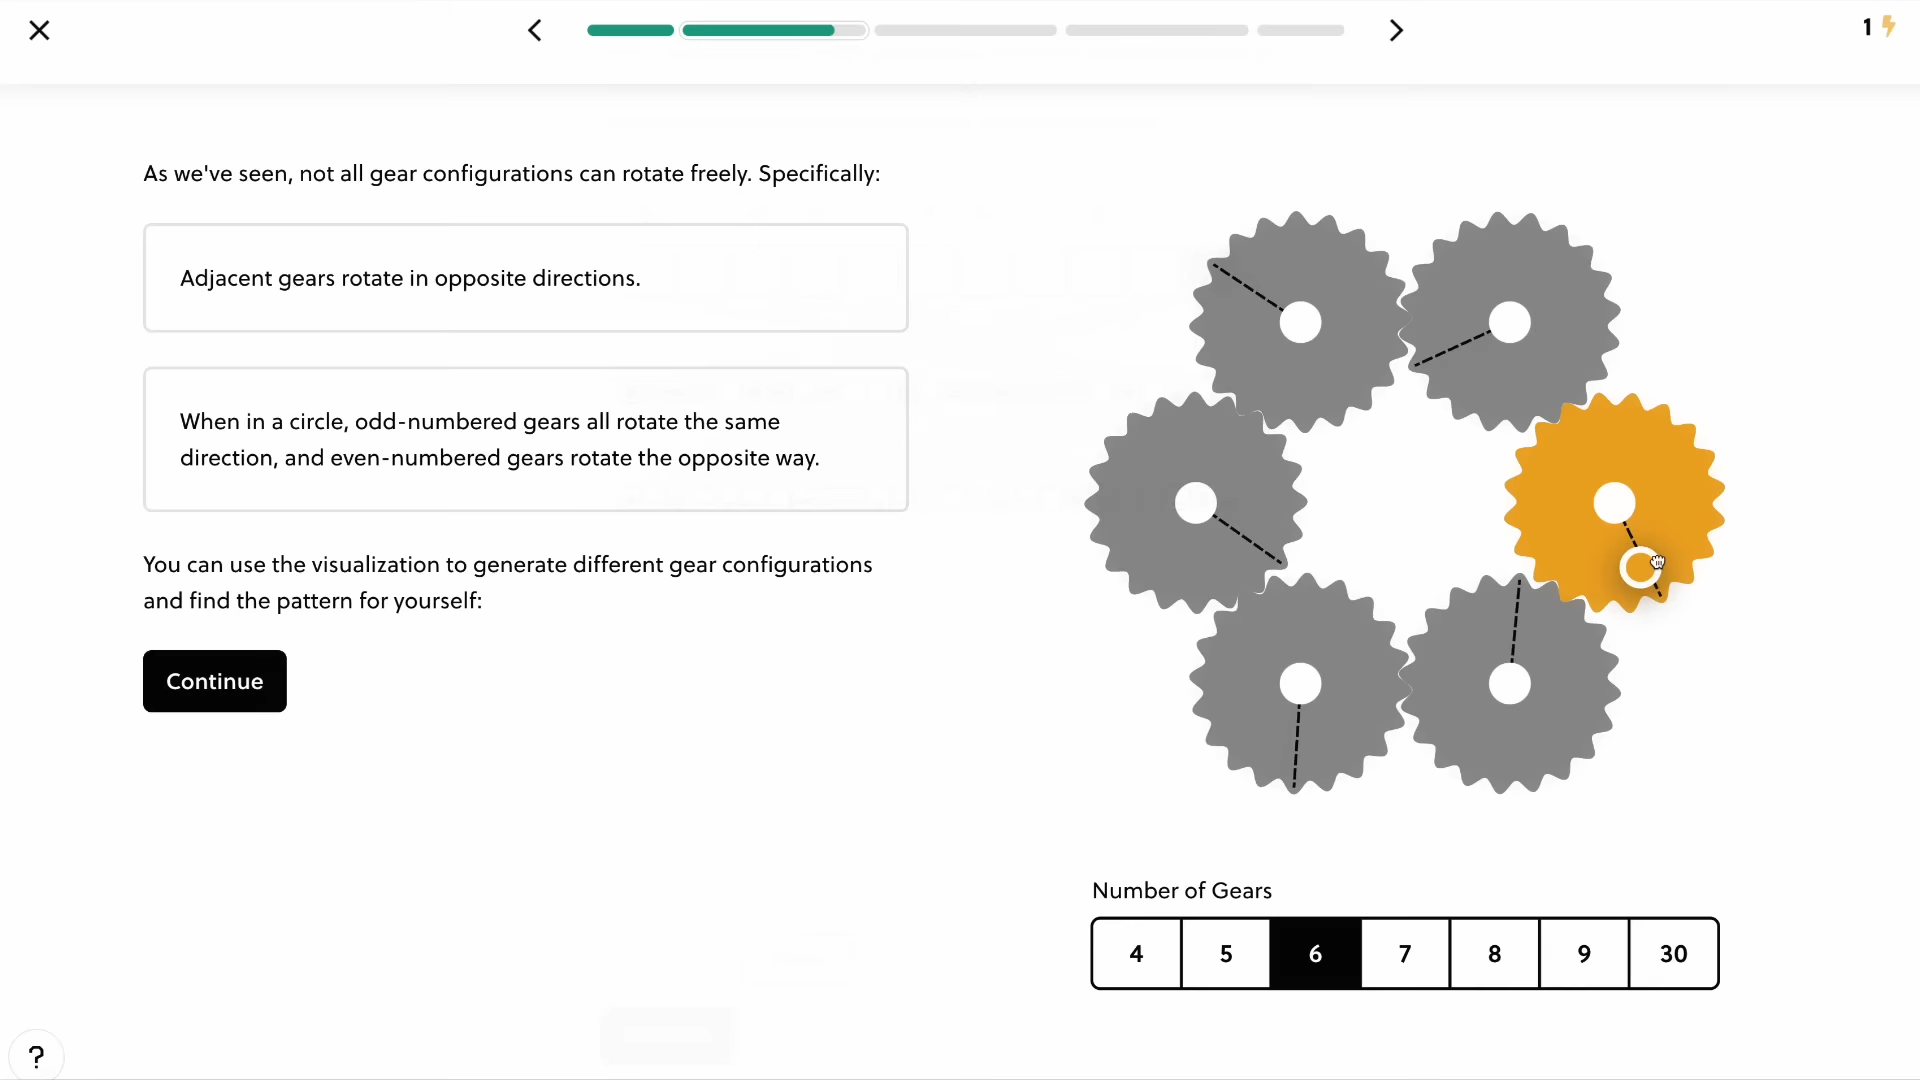 1
As we've seen, not all gear configurations can rotate freely. Specifically:
Adjacent gears rotate in opposite directions.
When in a circle, odd-numbered gears all rotate the same
direction, and even-numbered gears rotate the opposite way.
You can use the visualization to generate different gear configurations
and find the pattern for yourself:
Continue
Number of Gears
4 5 6 7 8 9 30
?